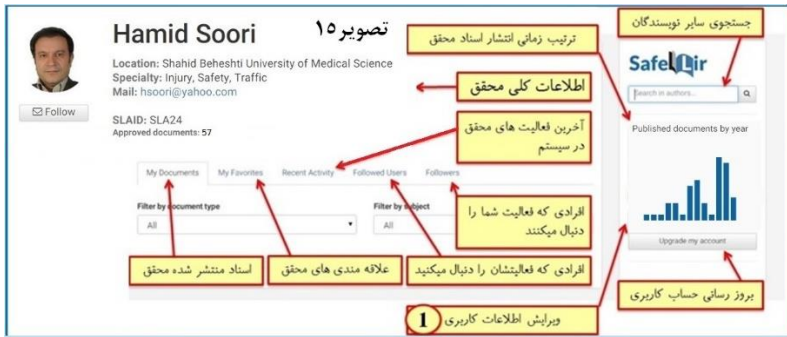 Hamid Soori
تصویر۱۵
Location: Shahid Beheshti University of Medical Science
Specialty: Injury, Safety, Traffic
Mail: hsoori@yahoo.com
Follow
SLAID: SLA24
Approved documents: 57
ترتیب زمانی انتشار اسناد محقق
جستجوی سایر نویسندگان
SafeLir
Search in authors...
اطلاعات کلی محقق
آخرین فعالیت های محقق
در سیستم
Published documents by year
My Documents My Favorites Recent Activity Followed Users Followers
Filter by document type
All
Filter by subject
All
افرادی که فعالیت شما را
دنبال میکنند
Upgrade my account
اسناد منتشر شده محقق
علاقه مندی های محقق
افرادی که فعالیتشان را دنبال میکنید
بروز رسانی حساب کاربری
ویرایش اطلاعات کاربری 1